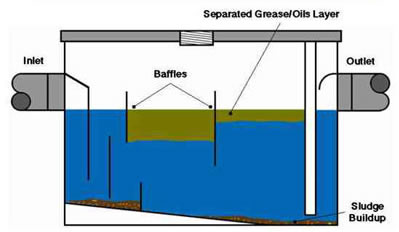 Separated Grease/Oils Layer
Inlet
Baffles
Outlet
Sludge
Buildup